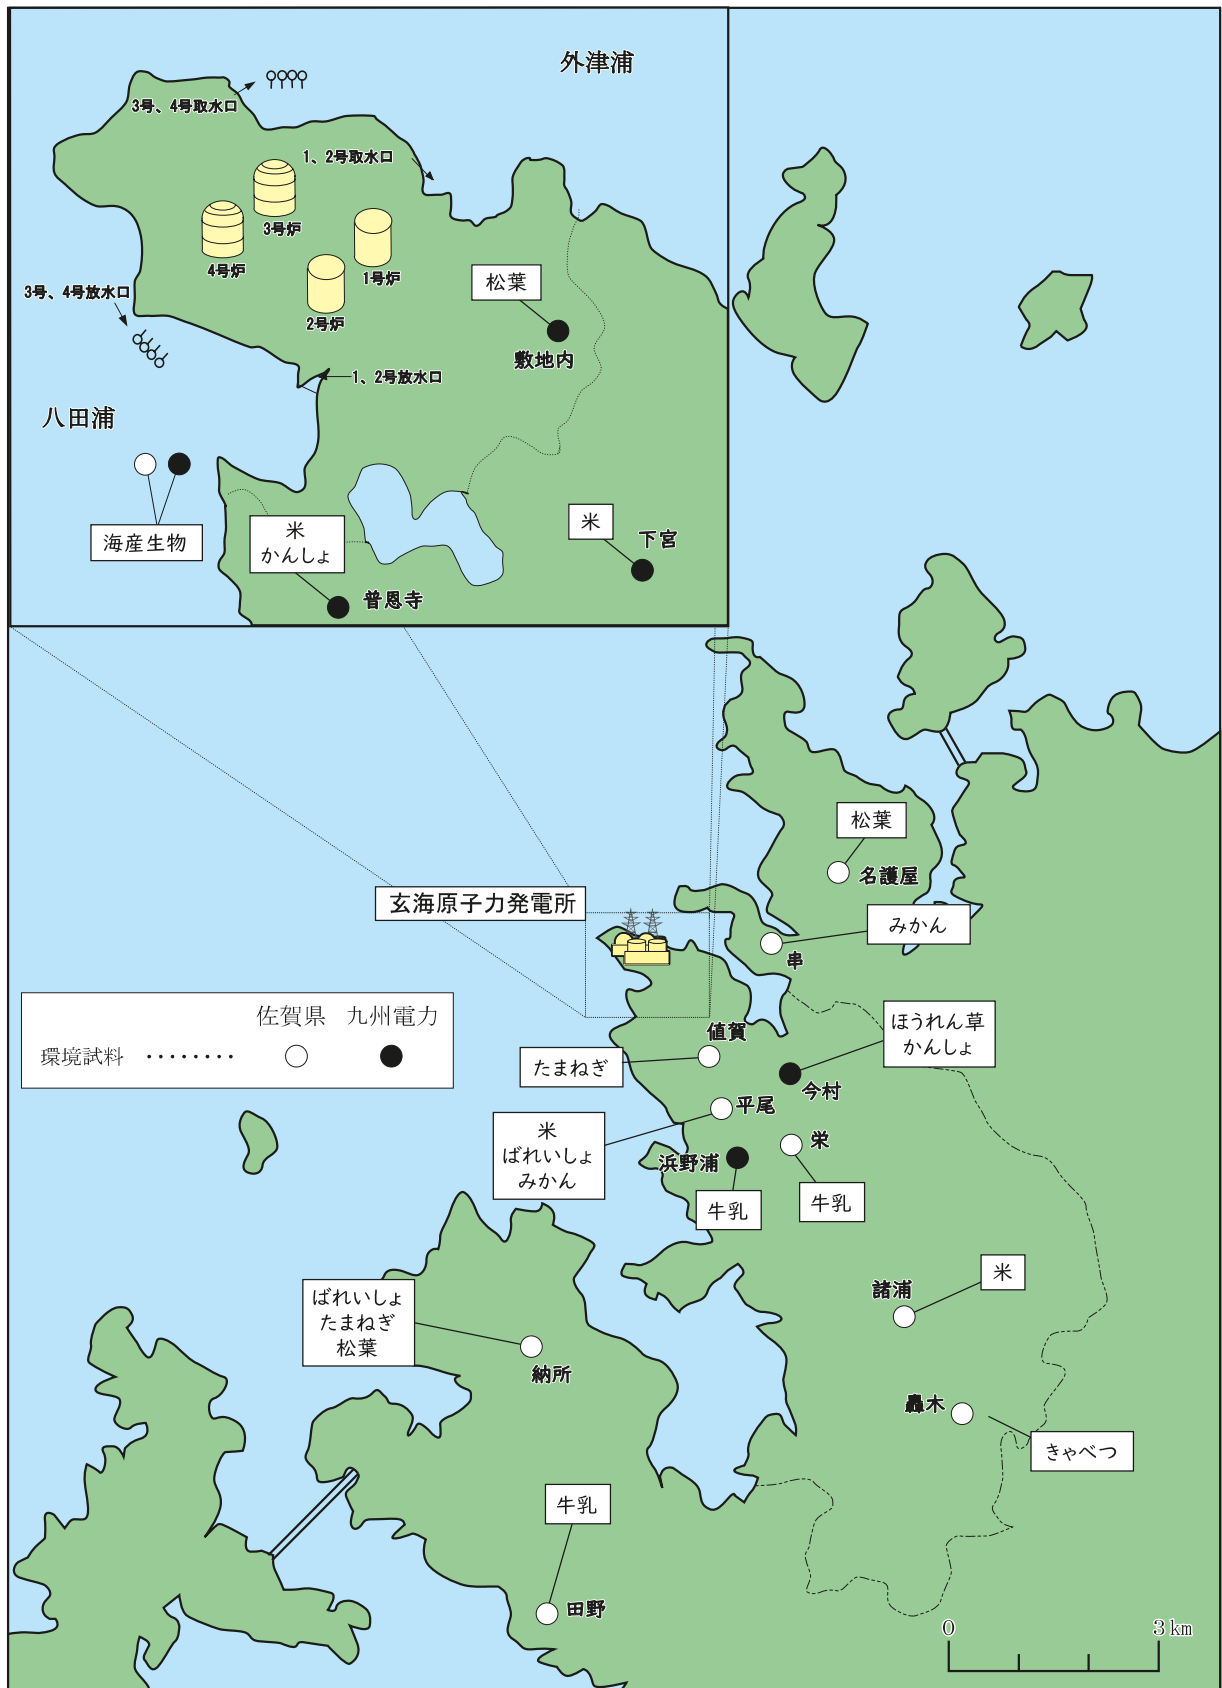 外津浦
3号、4号取水口
1、2号取水口
3号炉
4号炉
1号炉
2号炉
3号、4号放水口
松葉
敷地内
1、2号放水口
八田浦
海産生物
米
かんしょ
普恩寺
米
下宮
松葉
名護屋
玄海原子力発電所
みかん
串
佐賀県 九州電力
環境試料 ‥‥‥‥
値賀
たまねぎ
ほうれん草
かんしょ
今村
平尾
米
ばれいしょ
みかん
栄
浜野浦
牛乳
牛乳
諸浦
米
ばれいしょ
たまねぎ
松葉
納所
轟木
きゃべつ
牛乳
田野
0 3km